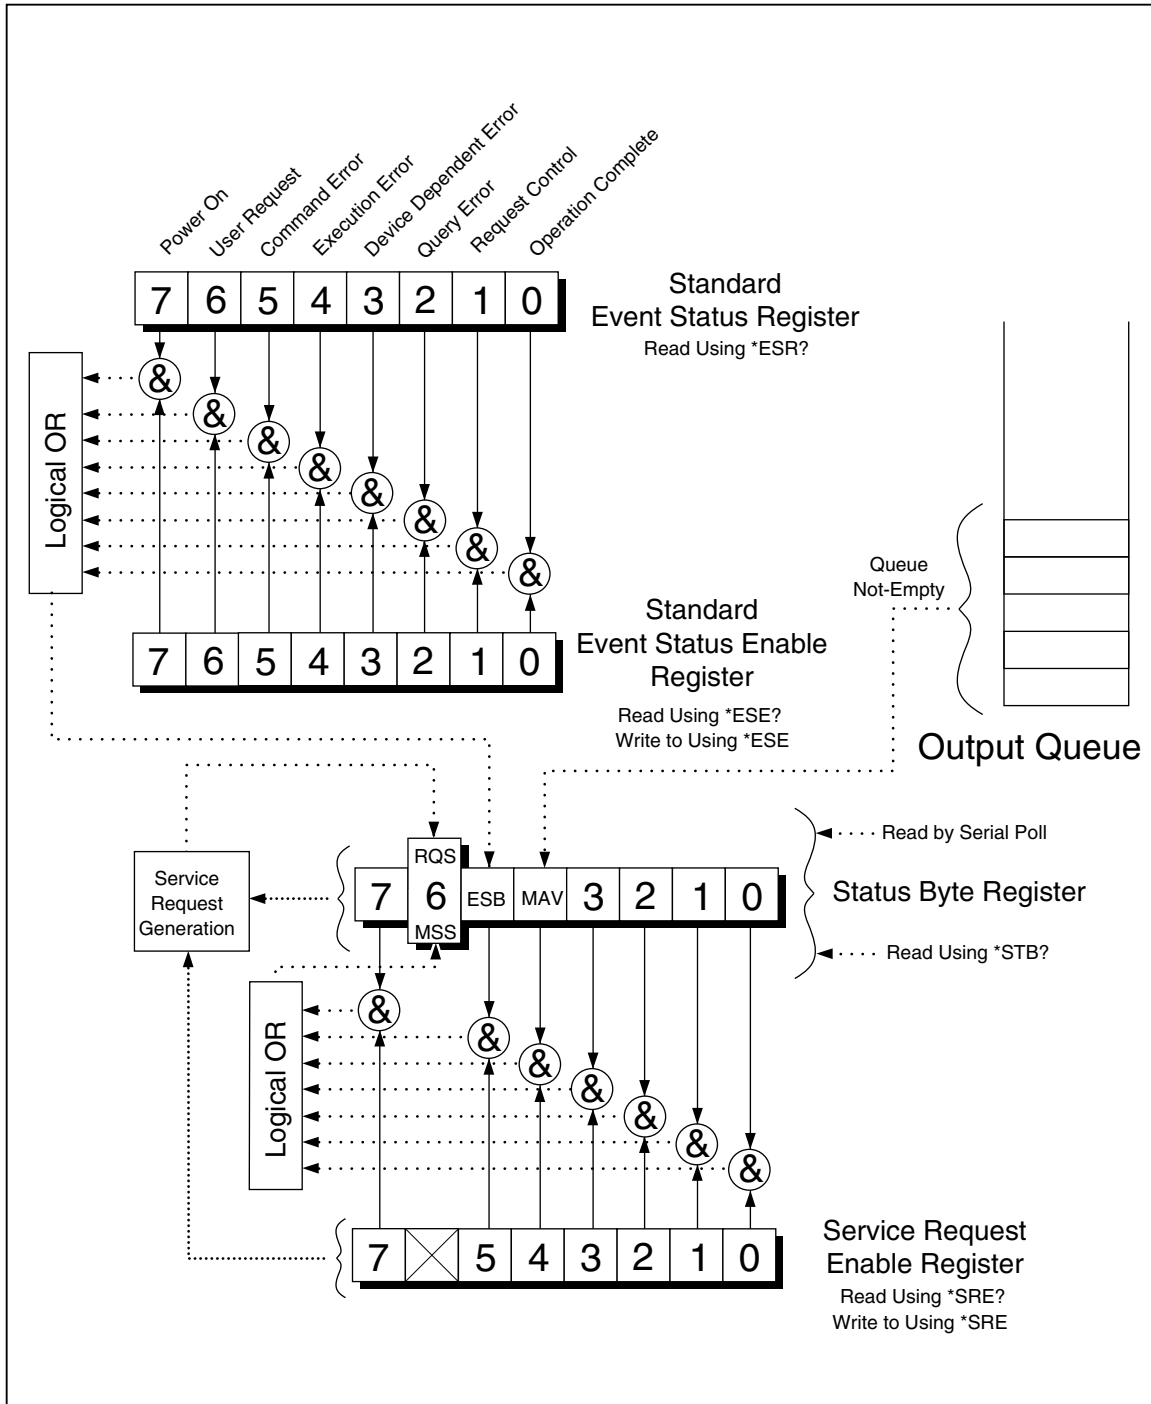 Power On
User Request
Command Error
Execution Error
Device Dependent Error
Query Error
Request Control
Operation Complete
7 6 5 4 3 2 1 0
Standard
Event Status Register
Read Using *ESR?
Logical OR
&
&
&
&
&
&
&
&
Queue
Not-Empty
Standard
Event Status Enable
Register
7 6 5 4 3 2 1 0
Read Using *ESE?
Write to Using *ESE
Output Queue
Service
Request
Generation
RQS
7 6 ESB MAV 3 2 1 0
MSS
Read by Serial Poll
Status Byte Register
Read Using *STB?
Logical OR
&
&
&
&
&
&
&
7 5 4 3 2 1 0
Service Request
Enable Register
Read Using *SRE?
Write to Using *SRE